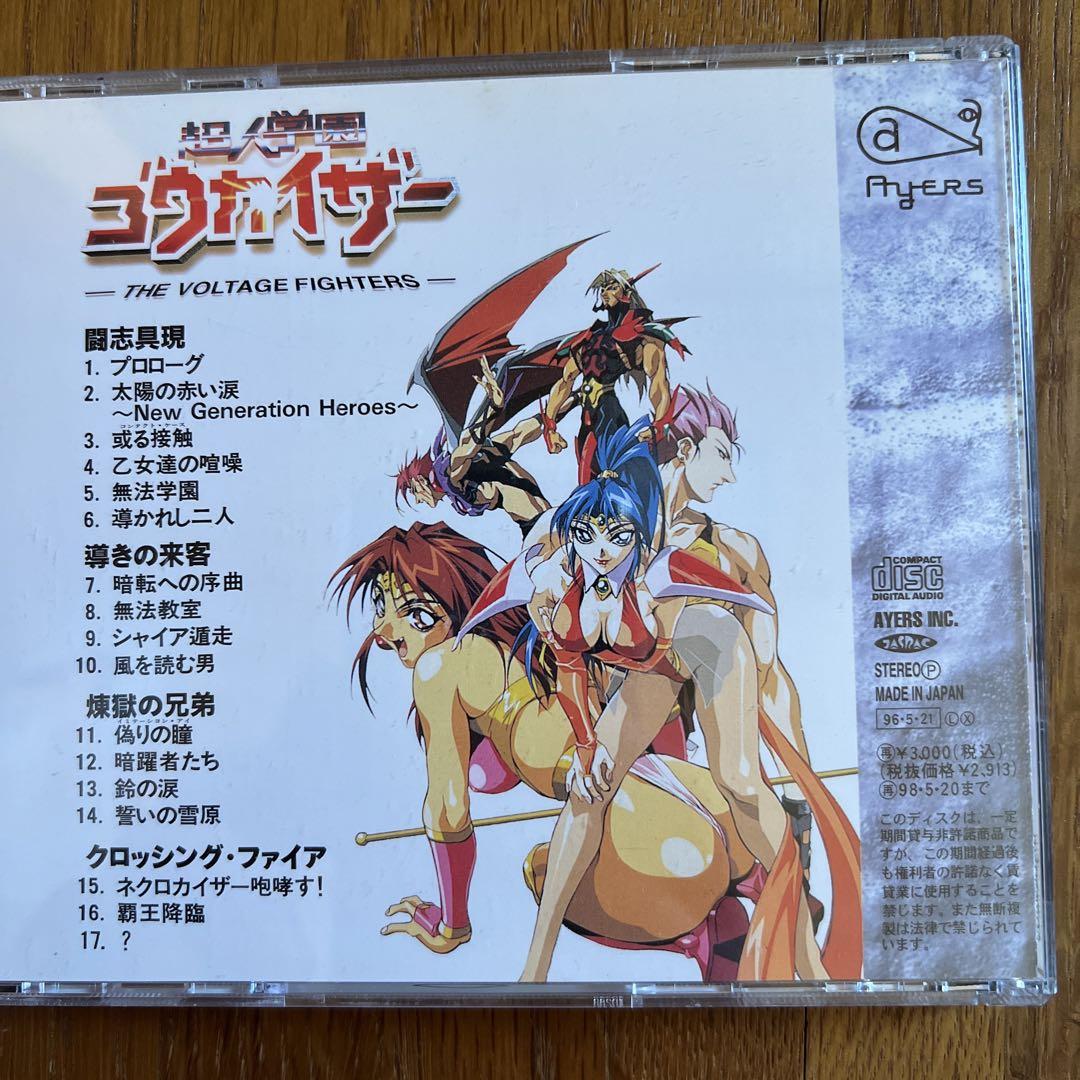 超人学園
ゴウカイザー
— THE VOLTAGE FIGHTERS —
闘志具現
1. プロローグ
2. 太陽の赤い涙
〜New Generation Heroes〜
コンタクト・ケース
3. 或る接触
4. 乙女達の喧噪
5. 無法学園
6. 導かれし二人
導きの来客
7. 暗転への序曲
8. 無法教室
9. シャイア遁走
10. 風を読む男
煉獄の兄弟
イミテーション・アイ
11. 偽りの瞳
12. 暗躍者たち
13. 鈴の涙
14. 誓いの雪原
クロッシング・ファイア
15. ネクロカイザー咆哮す!
16. 覇王降臨
17. ?
a
AyERS
COMPACT
disc
DIGITAL AUDIO
AYERS INC.
JASRAC
STEREO Ⓟ
MADE IN JAPAN
96・5・21 Ⓛ Ⓧ
再¥3,000(税込)
(税抜価格¥2,913)
再98・5・20まで
このディスクは、一定
期間貸与非許諾商品で
すが、この期間経過後
も権利者の許諾なく賃
貸業に使用することを
禁じます。また無断複
製は法律で禁じられて
います。